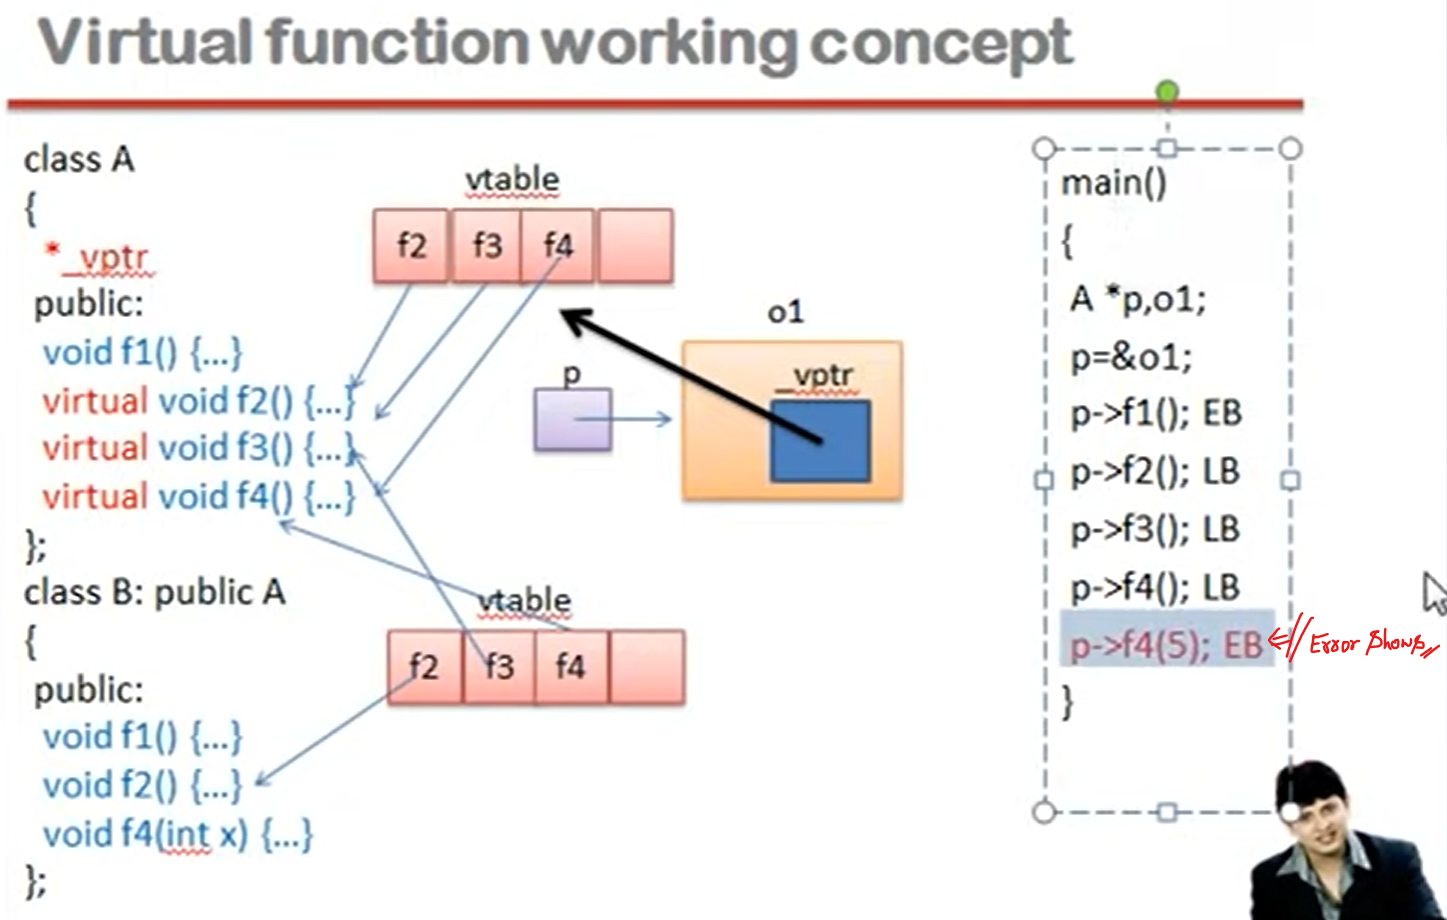 Virtual function working concept
class A
{
*_vptr
public:
void f1() {...}
virtual void f2() {...}
virtual void f3() {...}
virtual void f4() {...}
};
class B: public A
{
public:
void f1() {...}
void f2() {...}
void f4(int x) {...}
};
vtable
f2 f3 f4
o1
p
_vptr
vtable
f2 f3 f4
main()
{
A *p,o1;
p=&o1;
p->f1(); EB
p->f2(); LB
p->f3(); LB
p->f4(); LB
p->f4(5); EB // Error Shows //
}